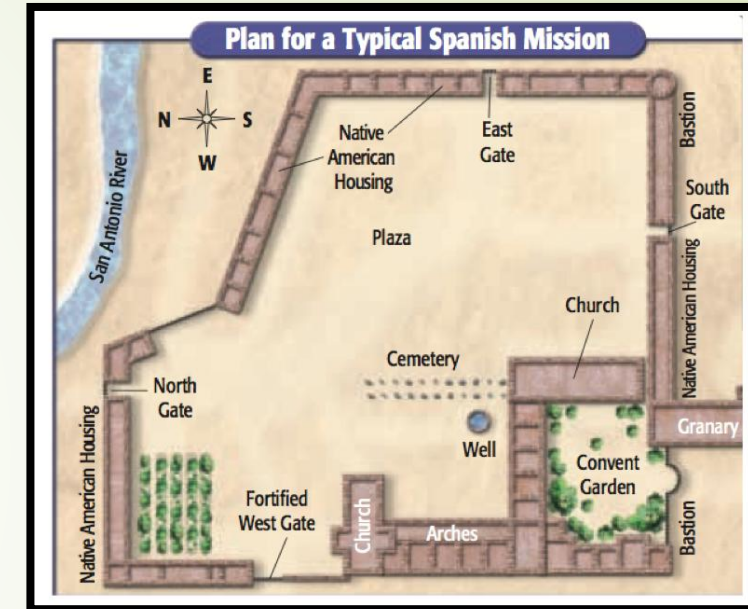 Plan for a Typical Spanish Mission
E
N
S
W
San Antonio River
Native
American
Housing
East
Gate
Bastion
South
Gate
Plaza
Native American Housing
Church
Cemetery
North
Gate
Well
Granary
Convent
Garden
Native American Housing
Fortified
West Gate
Church
Arches
Bastion